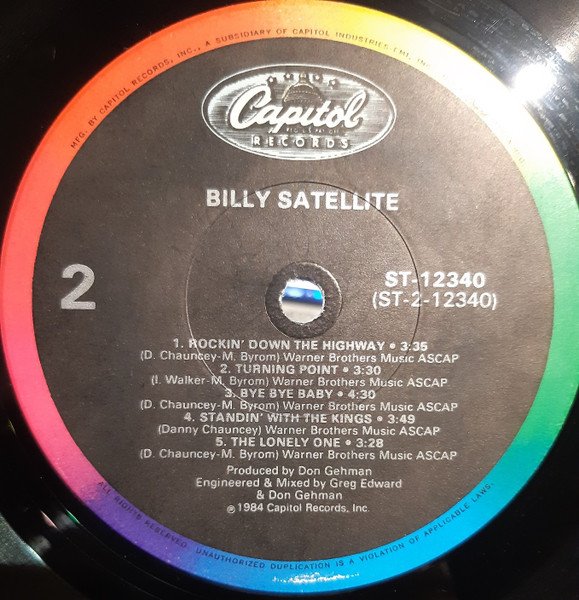 MFG. BY CAPITOL RECORDS, INC., A SUBSIDIARY OF CAPITOL INDUSTRIES-EMI, INC.
Capitol
RECORDS
BILLY SATELLITE
2
ST-12340
(ST-2-12340)
1. ROCKIN' DOWN THE HIGHWAY • 3:35
(D. Chauncey-M. Byrom) Warner Brothers Music ASCAP
2. TURNING POINT • 3:30
(I. Walker-M. Byrom) Warner Brothers Music ASCAP
3. BYE BYE BABY • 4:30
(D. Chauncey-M. Byrom) Warner Brothers Music ASCAP
4. STANDIN' WITH THE KINGS • 3:49
(Danny Chauncey) Warner Brothers Music ASCAP
5. THE LONELY ONE • 3:28
(D. Chauncey-M. Byrom) Warner Brothers Music ASCAP
Produced by Don Gehman
Engineered & Mixed by Greg Edward
& Don Gehman
℗1984 Capitol Records, Inc.
ALL RIGHTS RESERVED. UNAUTHORIZED DUPLICATION IS A VIOLATION OF APPLICABLE LAWS.